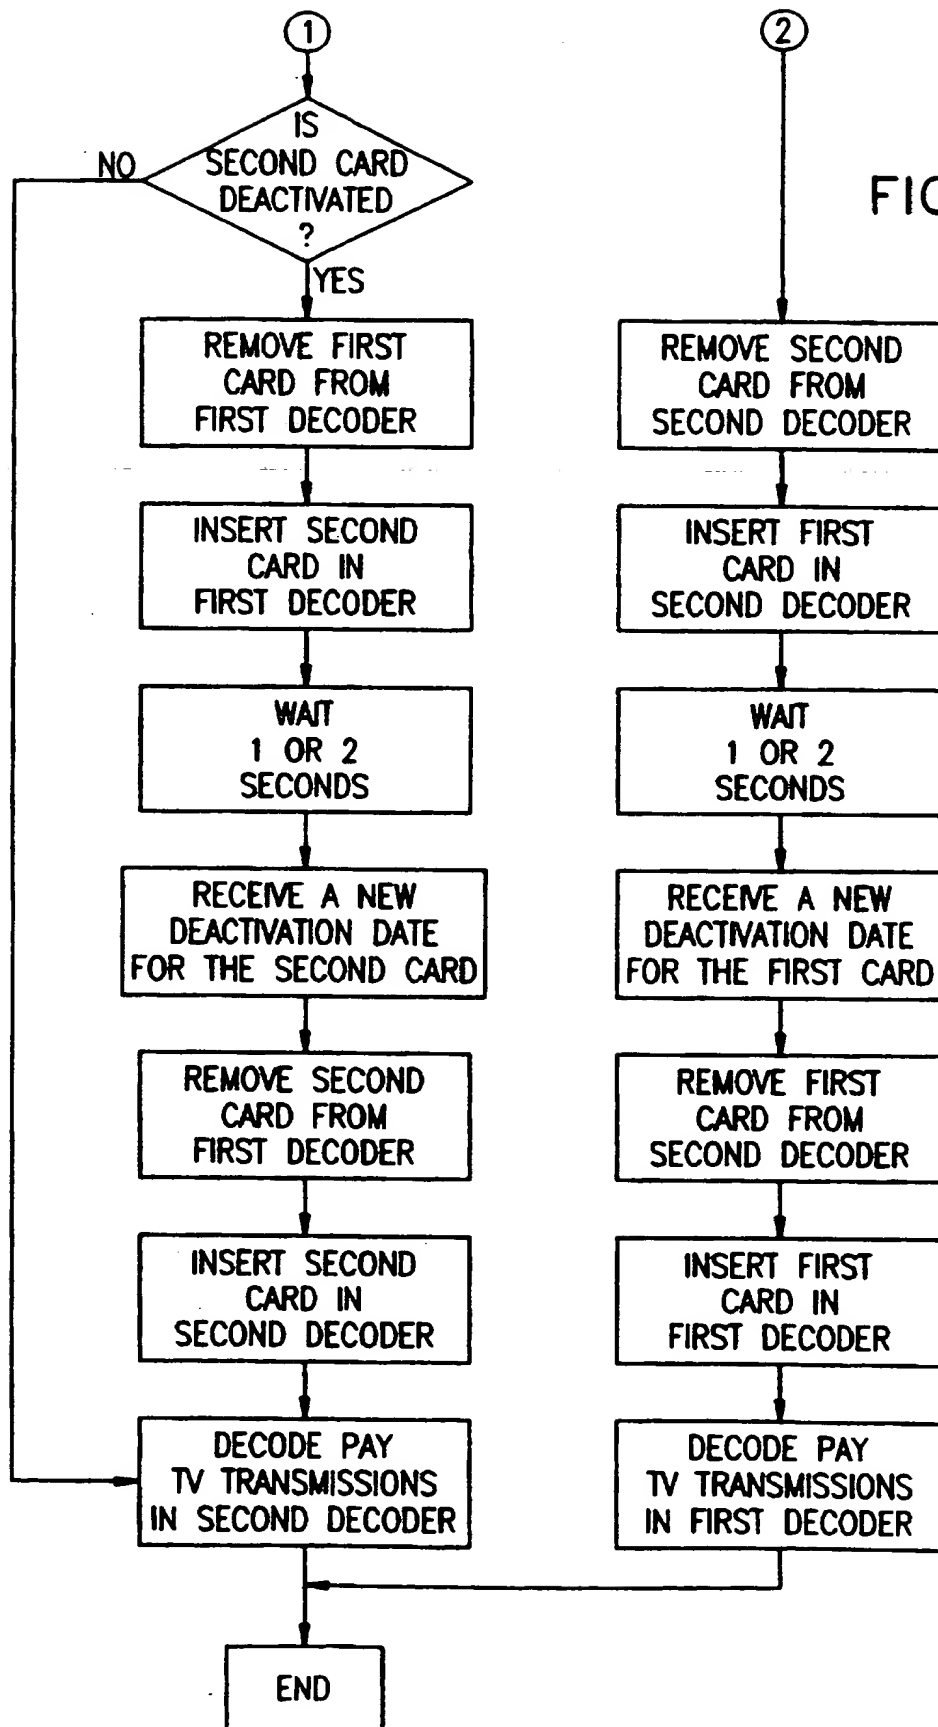 1
IS
SECOND CARD
DEACTIVATED
?
NO
YES
REMOVE FIRST
CARD FROM
FIRST DECODER
INSERT SECOND
CARD IN
FIRST DECODER
WAIT
1 OR 2
SECONDS
RECEIVE A NEW
DEACTIVATION DATE
FOR THE SECOND CARD
REMOVE SECOND
CARD FROM
FIRST DECODER
INSERT SECOND
CARD IN
SECOND DECODER
DECODE PAY
TV TRANSMISSIONS
IN SECOND DECODER
END
2
FIG
REMOVE SECOND
CARD FROM
SECOND DECODER
INSERT FIRST
CARD IN
SECOND DECODER
WAIT
1 OR 2
SECONDS
RECEIVE A NEW
DEACTIVATION DATE
FOR THE FIRST CARD
REMOVE FIRST
CARD FROM
SECOND DECODER
INSERT FIRST
CARD IN
FIRST DECODER
DECODE PAY
TV TRANSMISSIONS
IN FIRST DECODER